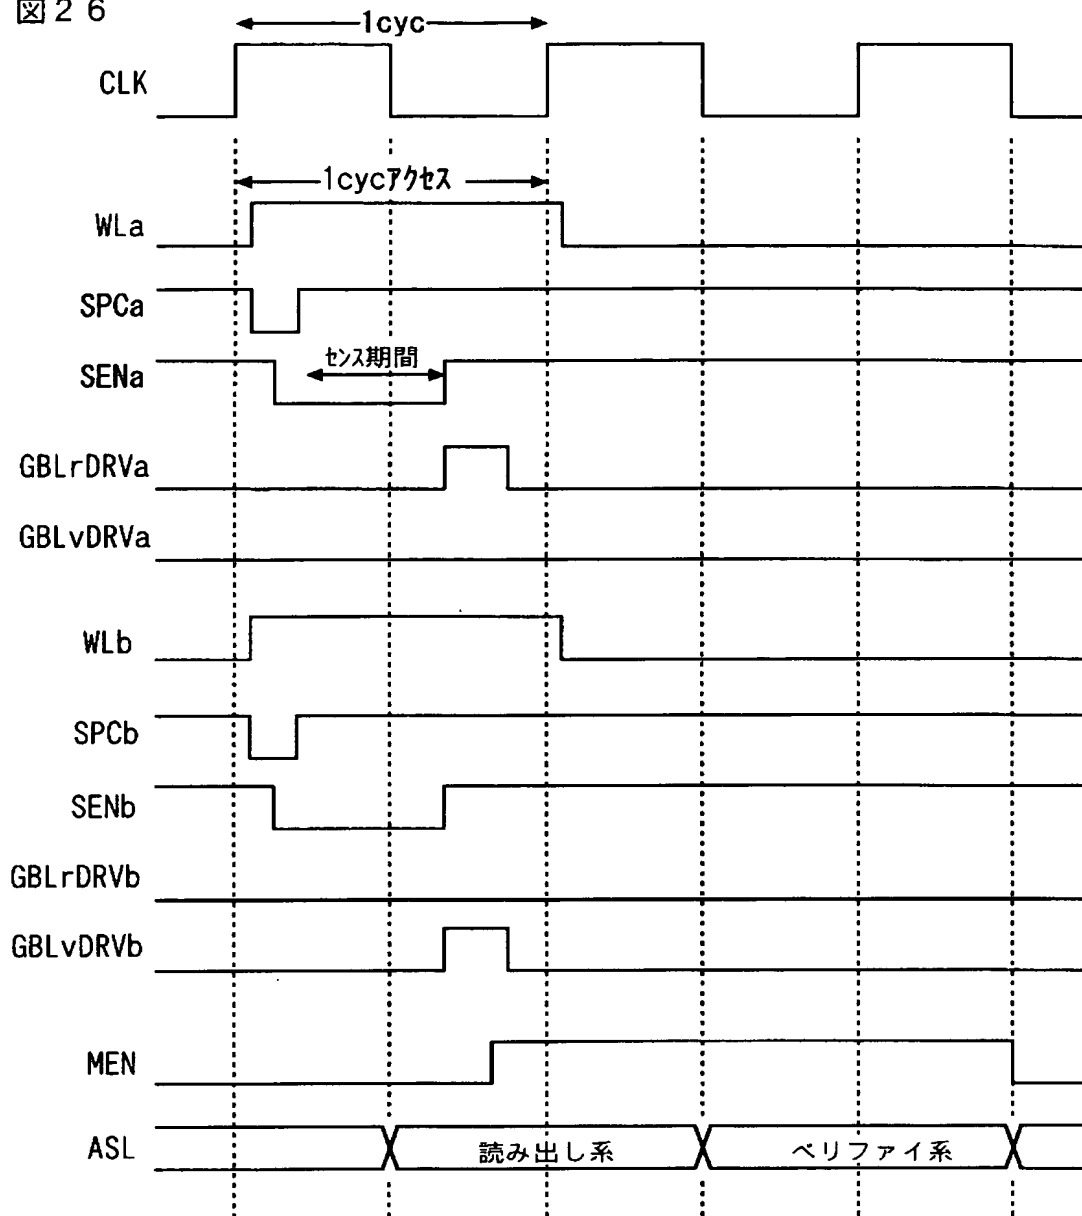 図26
1cyc
CLK
1cycアクセス
WLa
SPCa
センス期間
SENa
GBLrDRVa
GBLvDRVa
WLb
SPCb
SENb
GBLrDRVb
GBLvDRVb
MEN
ASL 読み出し系 ベリファイ系